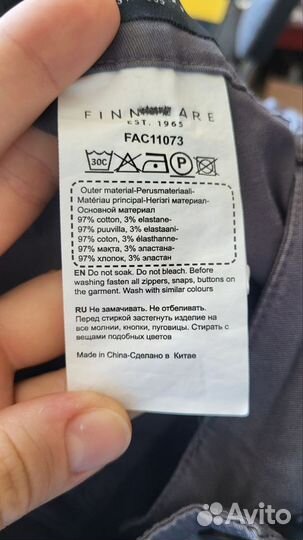 FINN ARE
EST. 1965
FAC11073
30C
P
Outer material-Perusmateriaali-
Matériau principal-Негізгі материал-
Основной материал
97% cotton, 3% elastane-
97% puuvilla, 3% elastaani-
97% coton, 3% élasthanne-
97% мақта, 3% эластана-
97% хлопок, 3% эластан
EN Do not soak. Do not bleach. Before
washing fasten all zippers, snaps, buttons on
the garment. Wash with similar colours
RU Не замачивать. Не отбеливать.
Перед стиркой застегнуть изделие на
все молнии, кнопки, пуговицы. Стирать с
вещами подобных цветов
Made in China-Сделано в Китае
Avito